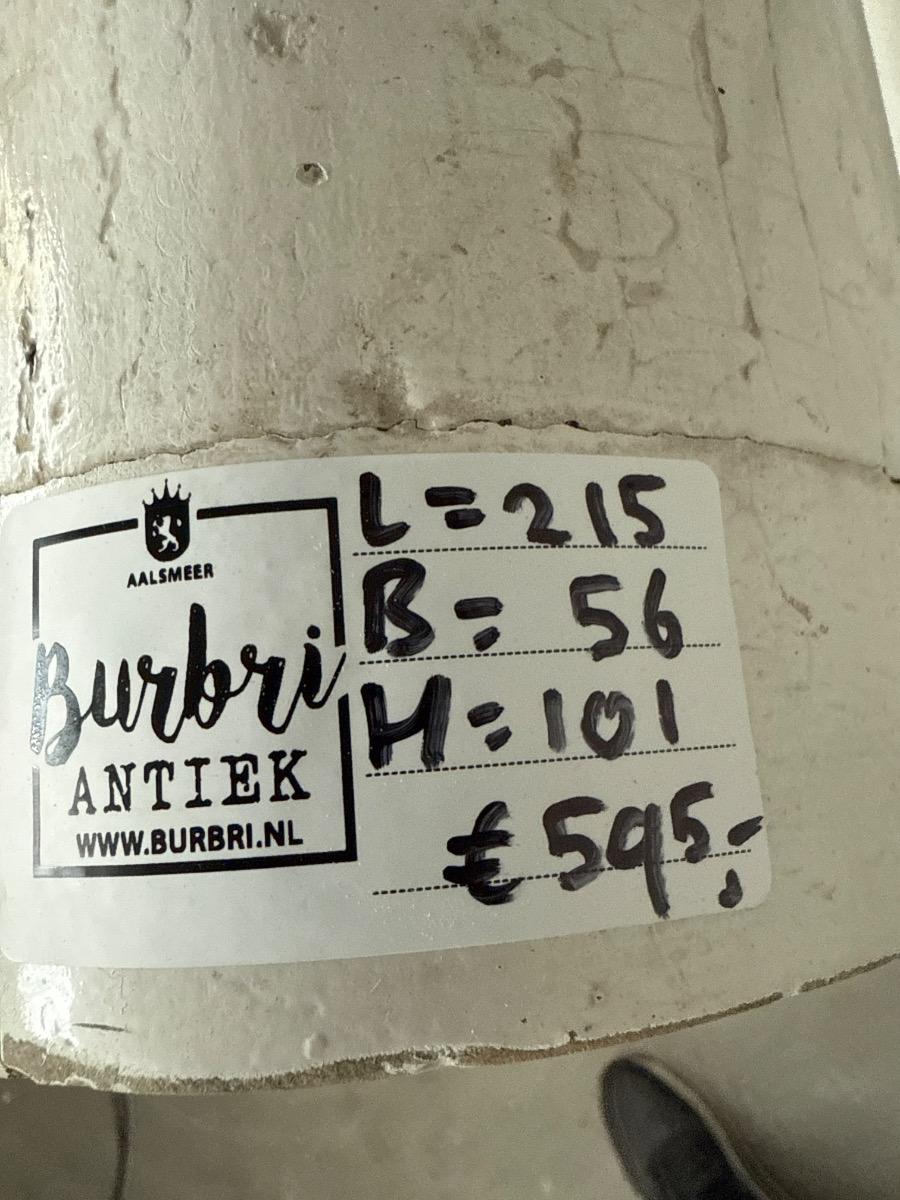 AALSMEER
Burbri
ANTIEK
WWW.BURBRI.NL
L = 215
B = 56
H = 101
€ 595,-